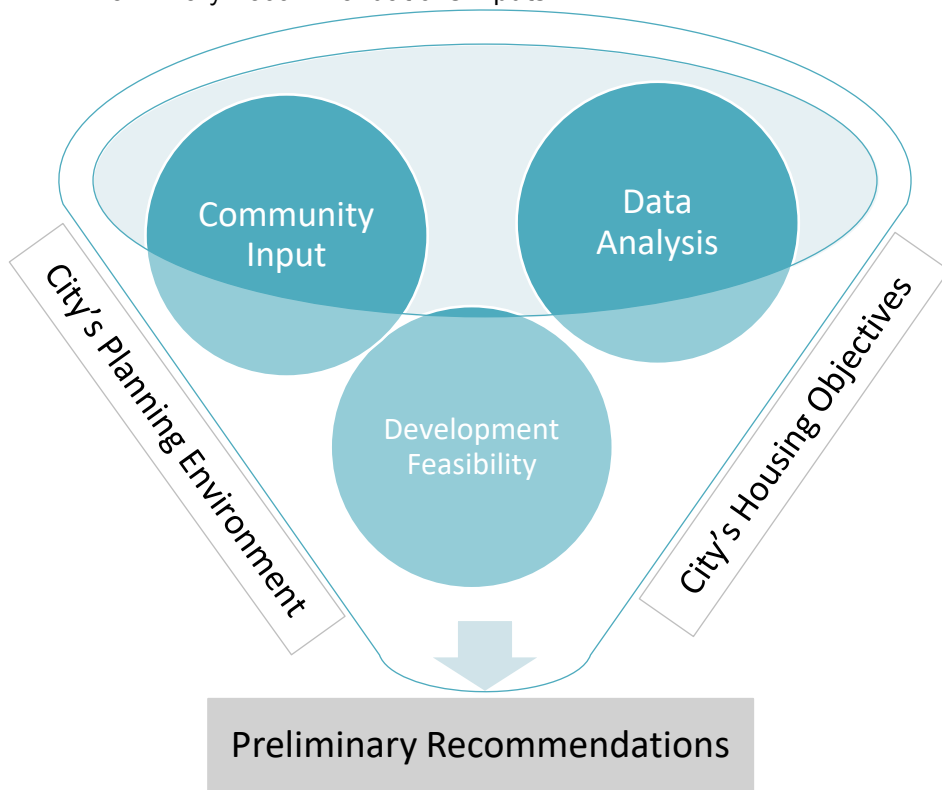 Community
Input
Data
Analysis
Development
Feasibility
City's Planning Environment
City's Housing Objectives
Preliminary Recommendations